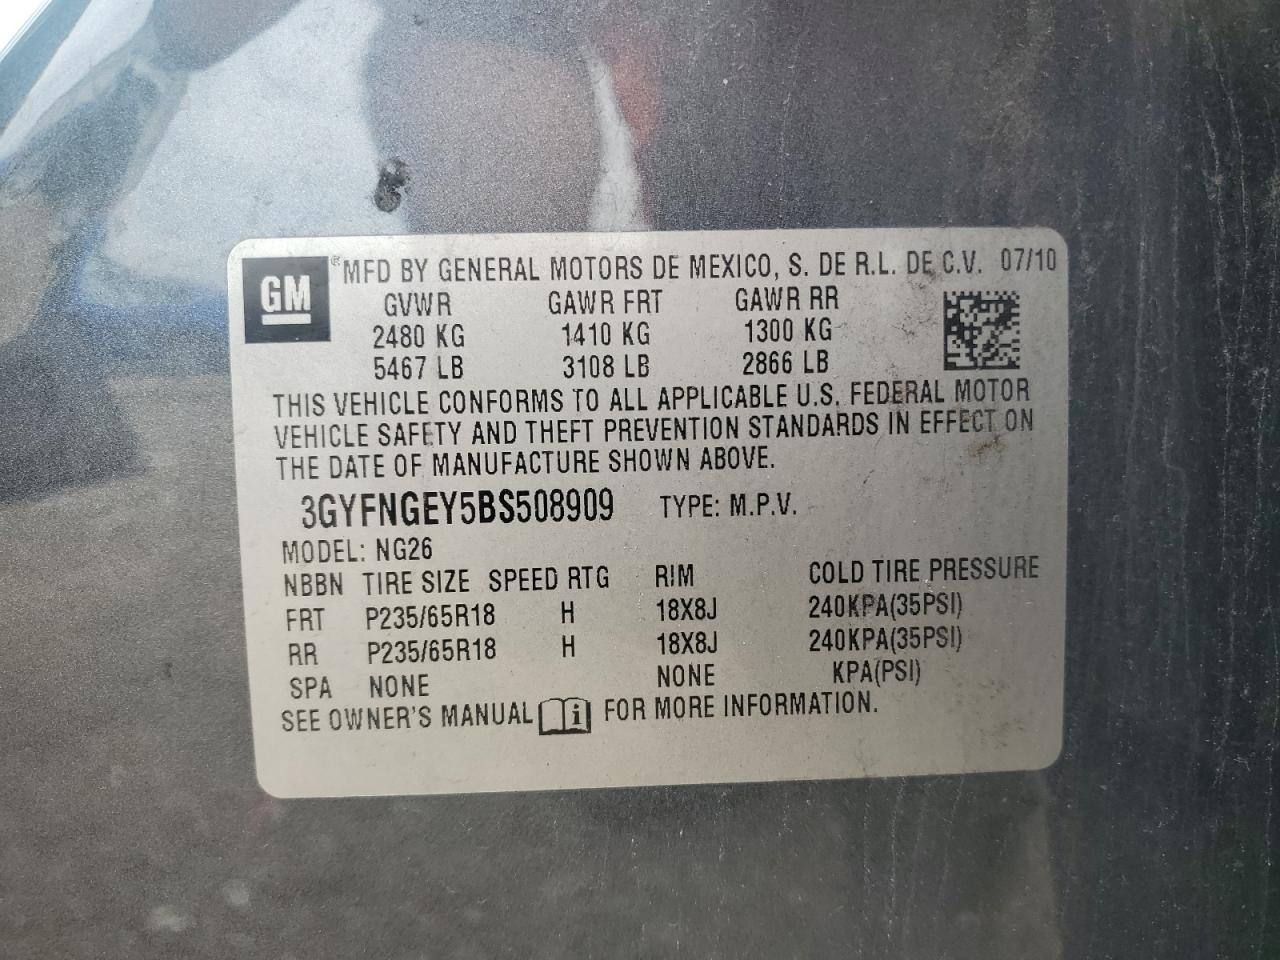 GM ®MFD BY GENERAL MOTORS DE MEXICO, S. DE R.L. DE C.V. 07/10
GVWR GAWR FRT GAWR RR
2480 KG 1410 KG 1300 KG
5467 LB 3108 LB 2866 LB
THIS VEHICLE CONFORMS TO ALL APPLICABLE U.S. FEDERAL MOTOR
VEHICLE SAFETY AND THEFT PREVENTION STANDARDS IN EFFECT ON
THE DATE OF MANUFACTURE SHOWN ABOVE.
3GYFNGEY5BS508909 TYPE: M.P.V.
MODEL: NG26
NBBN TIRE SIZE SPEED RTG RIM COLD TIRE PRESSURE
FRT P235/65R18 H 18X8J 240KPA(35PSI)
RR P235/65R18 H 18X8J 240KPA(35PSI)
SPA NONE NONE KPA(PSI)
SEE OWNER'S MANUAL i FOR MORE INFORMATION.